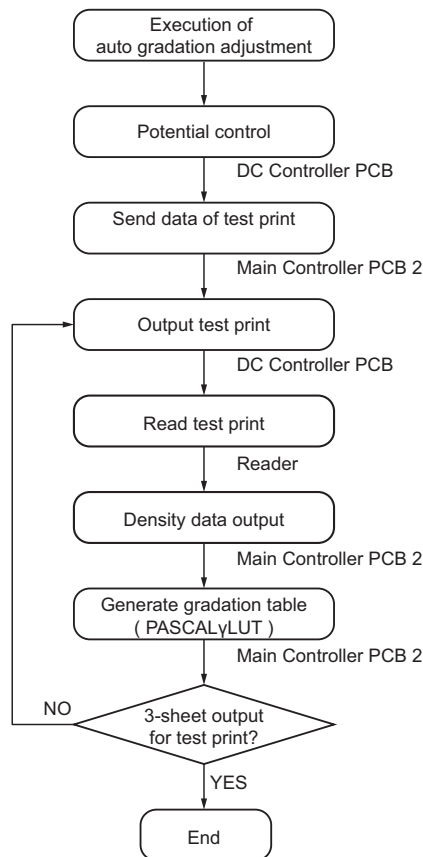 Execution of
auto gradation adjustment
Potential control
DC Controller PCB
Send data of test print
Main Controller PCB 2
Output test print
DC Controller PCB
Read test print
Reader
Density data output
Main Controller PCB 2
Generate gradation table
( PASCALγLUT )
Main Controller PCB 2
NO
3-sheet output
for test print?
YES
End